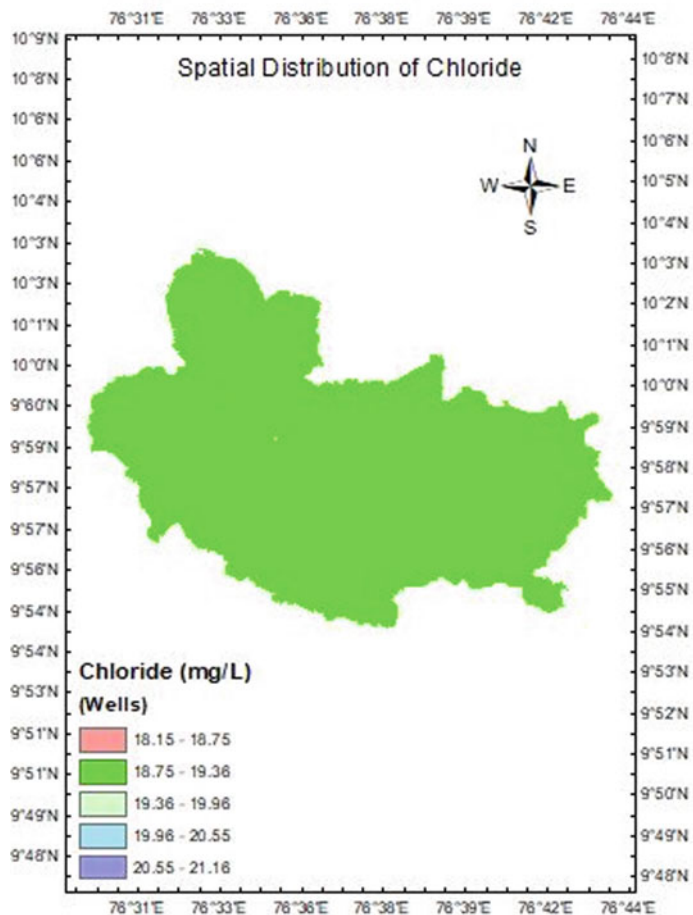 76°31'E 76°33'E 76°36'E 76°38'E 76°39'E 76°42'E 76°44'E
10°9'N
10°8'N
10°7'N
10°6'N
10°4'N
10°3'N
10°3'N
10°1'N
10°0'N
9°60'N
9°59'N
9°57'N
9°57'N
9°56'N
9°54'N
9°54'N
9°53'N
9°51'N
9°51'N
9°49'N
9°48'N
Spatial Distribution of Chloride
N
W E
S
Chloride (mg/L)
(Wells)
18.15 - 18.75
18.75 - 19.36
19.36 - 19.96
19.96 - 20.55
20.55 - 21.16
10°8'N
10°7'N
10°6'N
10°5'N
10°4'N
10°3'N
10°2'N
10°1'N
10°0'N
9°59'N
9°58'N
9°57'N
9°56'N
9°55'N
9°54'N
9°53'N
9°52'N
9°51'N
9°50'N
9°49'N
9°48'N
76°31'E 76°33'E 76°34'E 76°36'E 76°38'E 76°39'E 76°42'E 76°44'E